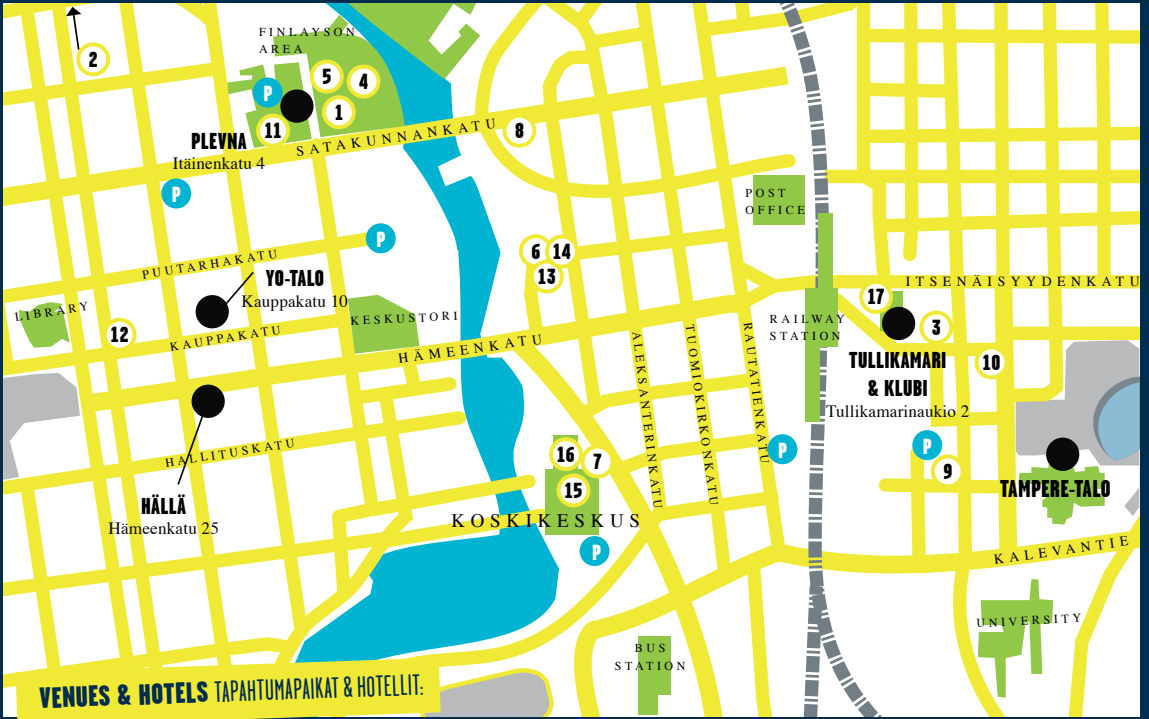 FINLAYSON
AREA
2
5
4
P
1
11
PLEVNA
Itäinenkatu 4
SATAKUNNANKATU
8
P
POST
OFFICE
P
6
14
13
PUUTARHAKATU
YO-TALO
Kauppakatu 10
ITSENÄISYYDENKATU
17
LIBRARY
12
KAUPPAKATU
KESKUSTORI
RAILWAY
STATION
3
HÄMEENKATU
TULLIKAMARI
& KLUBI
Tullikamarinaukio 2
10
ALEKSANTERINKATU
TUOMIOKIRKONKATU
RAUTATIENKATU
HALLITUSKATU
P
P
16
7
9
15
TAMPERE-TALO
HÄLLÄ
Hämeenkatu 25
KOSKIKESKUS
P
KALEVANTIE
UNIVERSITY
BUS
STATION
VENUES & HOTELS TAPAHTUMAPAIKAT & HOTELLIT: